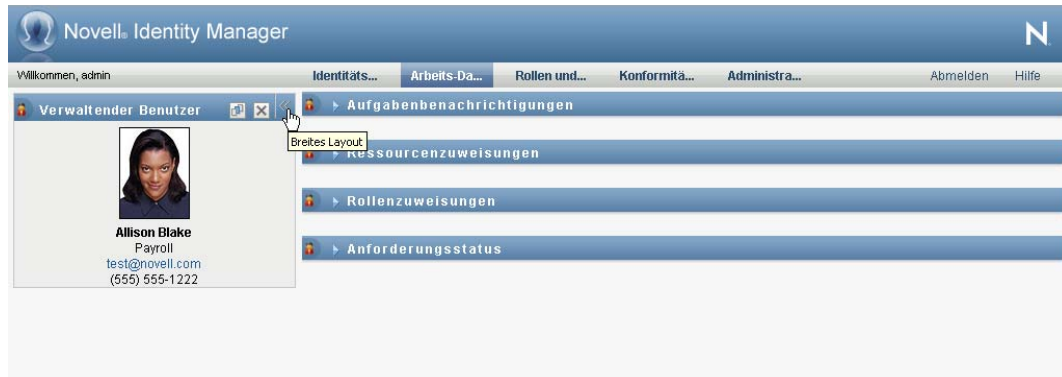 Novell® Identity Manager
N
Willkommen, admin
Identitäts... Arbeits-Da... Rollen und... Konformitä... Administra... Abmelden Hilfe
Verwaltender Benutzer
Aufgabenbenachrichtigungen
Breites Layout
Ressourcenzuweisungen
Rollenzuweisungen
Anforderungsstatus
Allison Blake
Payroll
test@novell.com
(555) 555-1222